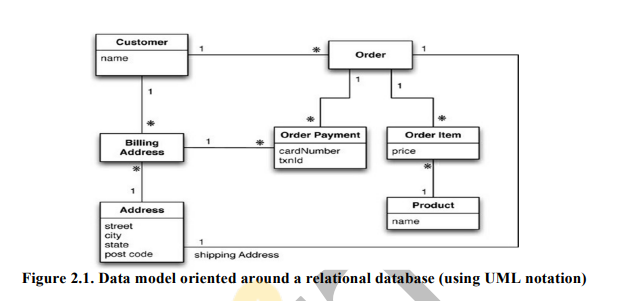 Customer
name
1
*
Order
1
1
1
1
*
Billing
Address
1
*
*
Order Payment
cardNumber
txnId
*
Order Item
price
*
1
Address
street
city
state
post code
*
1
Product
name
1
shipping Address
Figure 2.1. Data model oriented around a relational database (using UML notation)